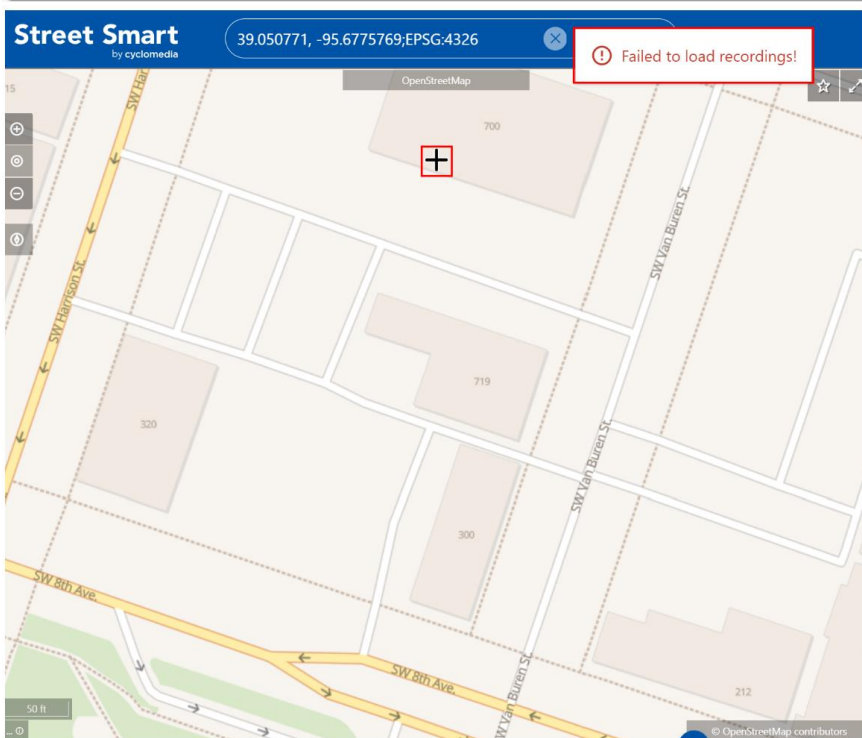 Street Smart
by cyclomedia
39.050771, -95.6775769;EPSG:4326
Failed to load recordings!
OpenStreetMap
15
SW Har
700
SW Van Buren St.
SW Harrison St.
719
320
SW Van Buren St.
300
SW 8th Ave.
SW 8th Ave.
SW Van Buren St.
212
50 ft
© OpenStreetMap contributors